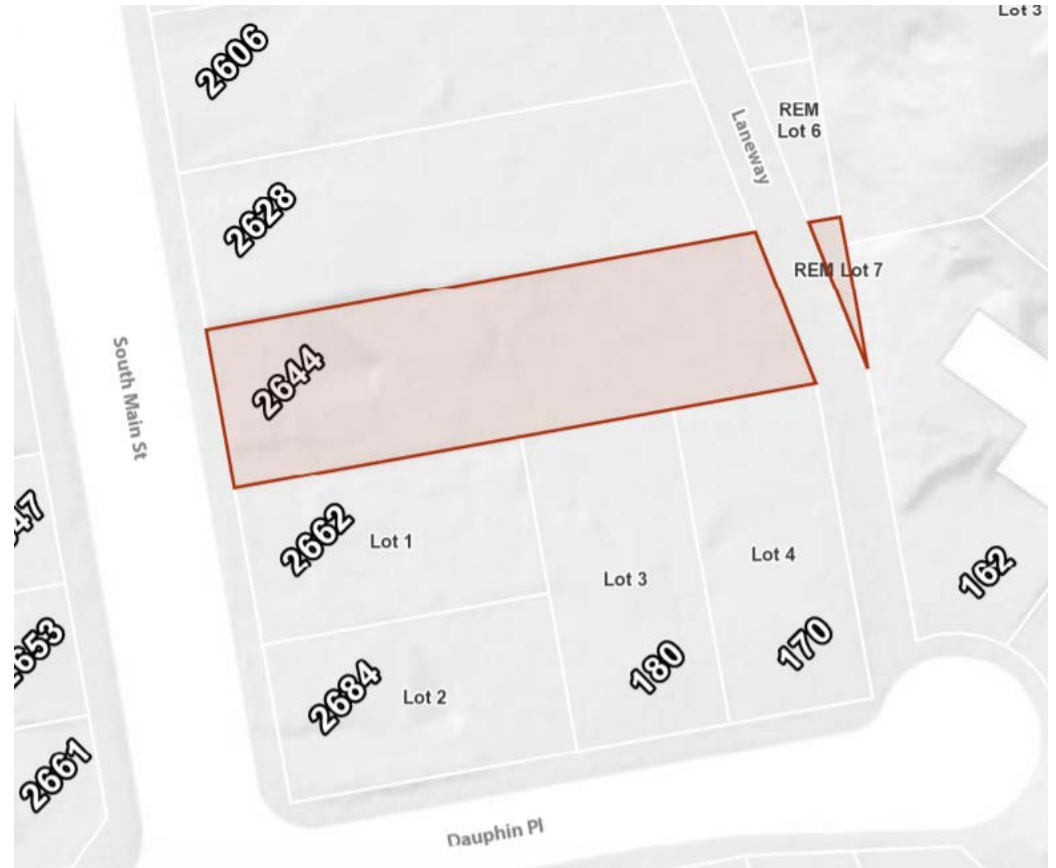 Lot 3
2606
REM
Lot 6
Laneway
2628
REM Lot 7
2644
South Main St
47
2662
Lot 1
Lot 4
Lot 3
162
2653
170
180
2684
Lot 2
2661
Dauphin Pl